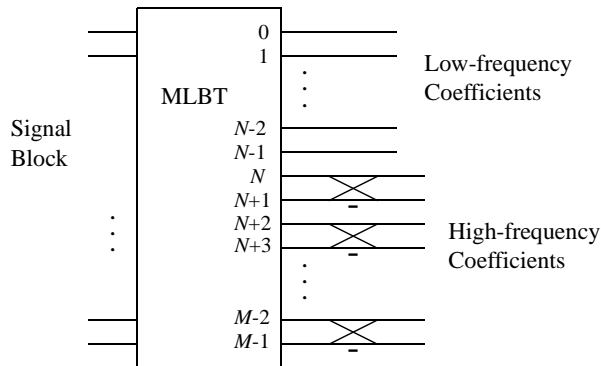 0
1
Low-frequency
Coefficients
MLBT
Signal
Block
N-2
N-1
N
N+1
-
N+2
N+3
-
High-frequency
Coefficients
M-2
M-1
-